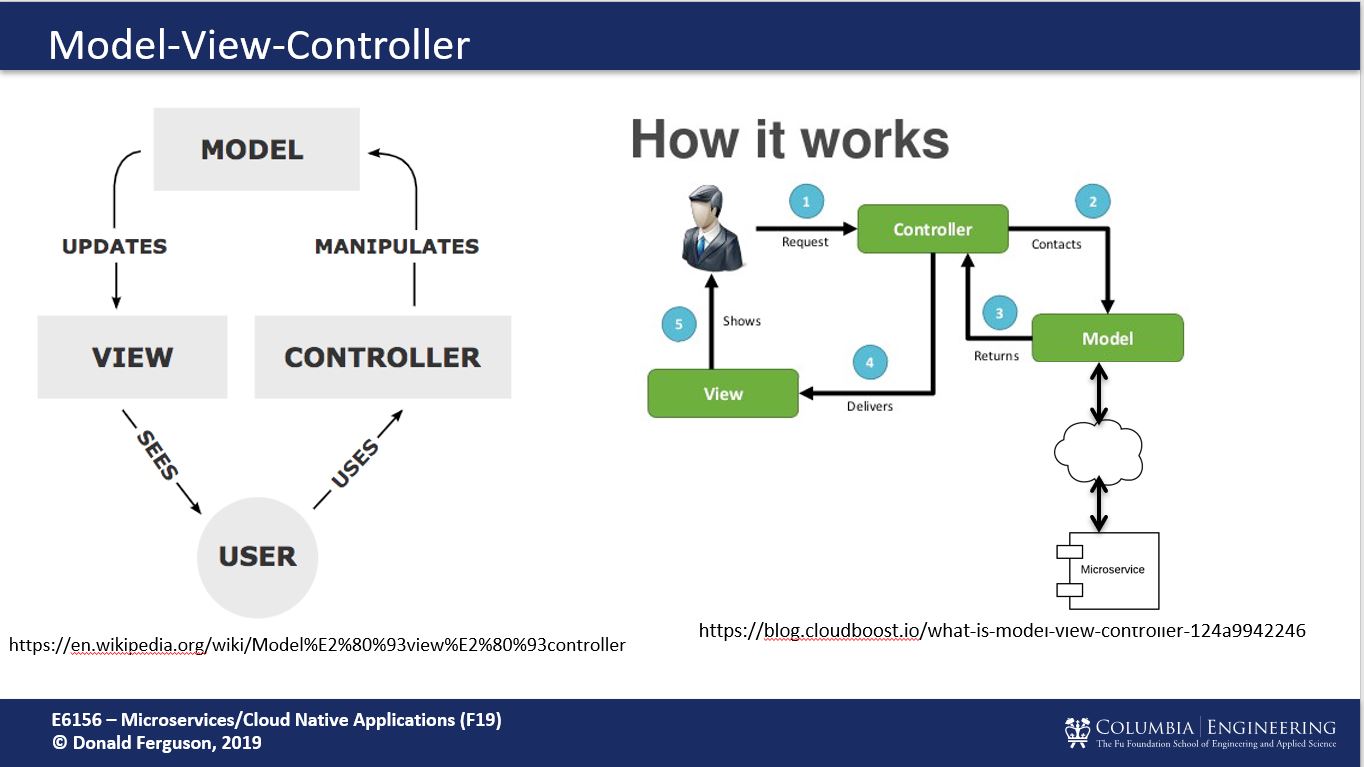 Model-View-Controller
MODEL
UPDATES
MANIPULATES
VIEW
CONTROLLER
SEES
USES
USER
https://en.wikipedia.org/wiki/Model%E2%80%93view%E2%80%93controller
How it works
1
Request
Controller
2
Contacts
3
Returns
Model
4
Delivers
View
5
Shows
Microservice
https://blog.cloudboost.io/what-is-model-view-controller-124a9942246
E6156 – Microservices/Cloud Native Applications (F19)
© Donald Ferguson, 2019
COLUMBIA | ENGINEERING
The Fu Foundation School of Engineering and Applied Science